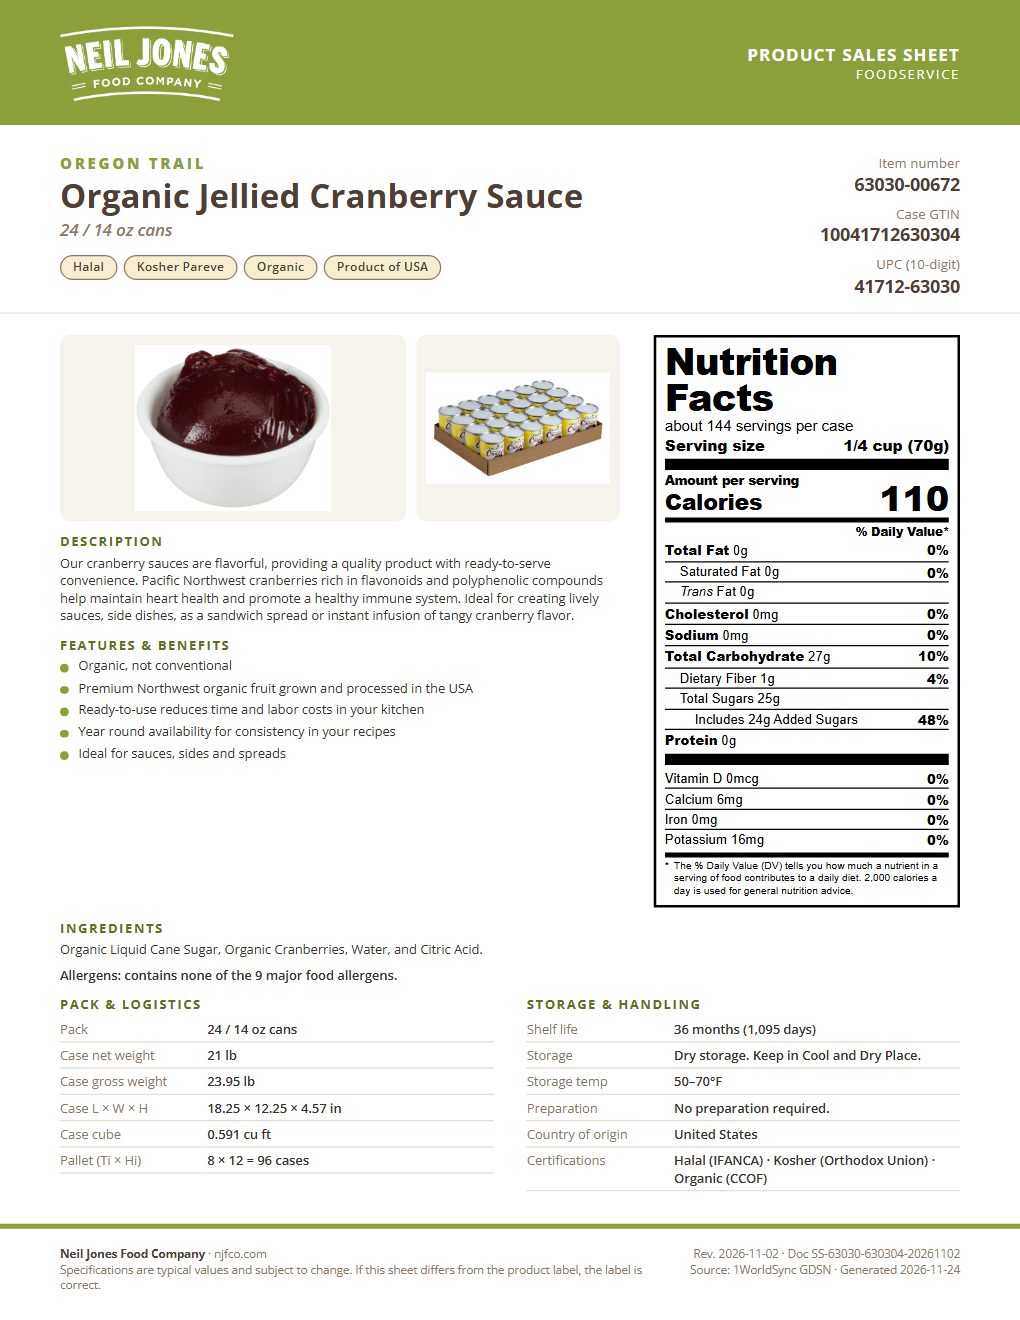 NEIL JONES
FOOD COMPANY
PRODUCT SALES SHEET
FOODSERVICE
OREGON TRAIL
Organic Jellied Cranberry Sauce
24 / 14 oz cans
Halal
Kosher Pareve
Organic
Product of USA
Item number
63030-00672
Case GTIN
10041712630304
UPC (10-digit)
41712-63030
DESCRIPTION
Our cranberry sauces are flavorful, providing a quality product with ready-to-serve
convenience. Pacific Northwest cranberries rich in flavonoids and polyphenolic compounds
help maintain heart health and promote a healthy immune system. Ideal for creating lively
sauces, side dishes, as a sandwich spread or instant infusion of tangy cranberry flavor.
FEATURES & BENEFITS
Organic, not conventional
Premium Northwest organic fruit grown and processed in the USA
Ready-to-use reduces time and labor costs in your kitchen
Year round availability for consistency in your recipes
Ideal for sauces, sides and spreads
Nutrition
Facts
about 144 servings per case
Serving size 1/4 cup (70g)
Amount per serving
Calories 110
% Daily Value*
Total Fat 0g 0%
Saturated Fat 0g 0%
Trans Fat 0g
Cholesterol 0mg 0%
Sodium 0mg 0%
Total Carbohydrate 27g 10%
Dietary Fiber 1g 4%
Total Sugars 25g
Includes 24g Added Sugars 48%
Protein 0g
Vitamin D 0mcg 0%
Calcium 6mg 0%
Iron 0mg 0%
Potassium 16mg 0%
* The % Daily Value (DV) tells you how much a nutrient in a
serving of food contributes to a daily diet. 2,000 calories a
day is used for general nutrition advice.
INGREDIENTS
Organic Liquid Cane Sugar, Organic Cranberries, Water, and Citric Acid.
Allergens: contains none of the 9 major food allergens.
PACK & LOGISTICS
Pack 24 / 14 oz cans
Case net weight 21 lb
Case gross weight 23.95 lb
Case L × W × H 18.25 × 12.25 × 4.57 in
Case cube 0.591 cu ft
Pallet (Ti × Hi) 8 × 12 = 96 cases
STORAGE & HANDLING
Shelf life 36 months (1,095 days)
Storage Dry storage. Keep in Cool and Dry Place.
Storage temp 50–70°F
Preparation No preparation required.
Country of origin United States
Certifications Halal (IFANCA) · Kosher (Orthodox Union) ·
Organic (CCOF)
Neil Jones Food Company · njfco.com
Specifications are typical values and subject to change. If this sheet differs from the product label, the label is
correct.
Rev. 2026-11-02 · Doc SS-63030-630304-20261102
Source: 1WorldSync GDSN · Generated 2026-11-24